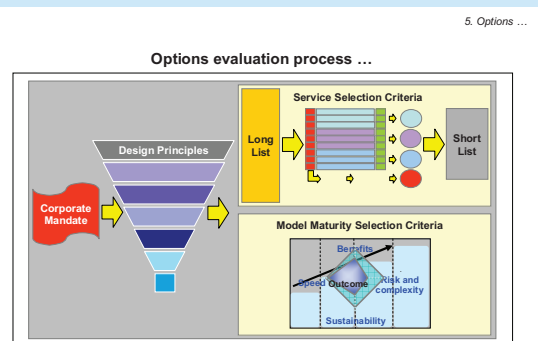 5. Options …
Options evaluation process …
Service Selection Criteria
Long
List
Short
List
Design Principles
Corporate
Mandate
Model Maturity Selection Criteria
Benefits
Speed
Outcome
Risk and
complexity
Sustainability